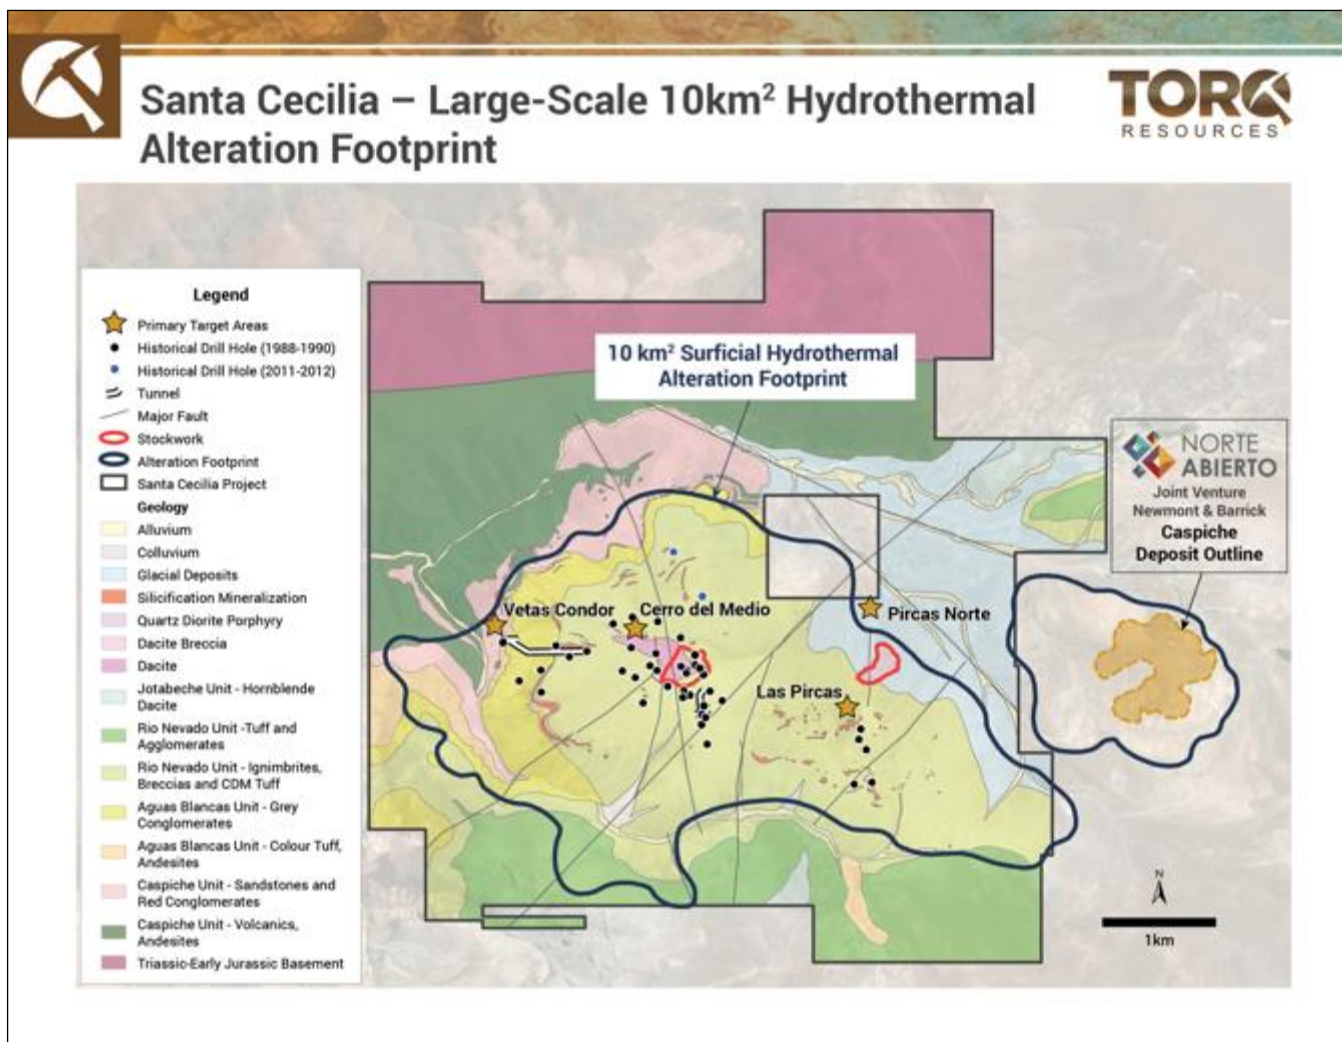 Santa Cecilia – Large-Scale 10km² Hydrothermal
Alteration Footprint
TORQ
RESOURCES
Legend
Primary Target Areas
Historical Drill Hole (1988-1990)
Historical Drill Hole (2011-2012)
Tunnel
Major Fault
Stockwork
Alteration Footprint
Santa Cecilia Project
Geology
Alluvium
Colluvium
Glacial Deposits
Silicification Mineralization
Quartz Diorite Porphyry
Dacite Breccia
Dacite
Jotabeche Unit - Hornblende
Dacite
Rio Nevado Unit -Tuff and
Agglomerates
Rio Nevado Unit - Ignimbrites,
Breccias and CDM Tuff
Aguas Blancas Unit - Grey
Conglomerates
Aguas Blancas Unit - Colour Tuff,
Andesites
Caspiche Unit - Sandstones and
Red Conglomerates
Caspiche Unit - Volcanics,
Andesites
Triassic-Early Jurassic Basement
10 km² Surficial Hydrothermal
Alteration Footprint
NORTE
ABIERTO
Joint Venture
Newmont & Barrick
Caspiche
Deposit Outline
Vetas Condor
Cerro del Medio
Pircas Norte
Las Pircas
N
1km